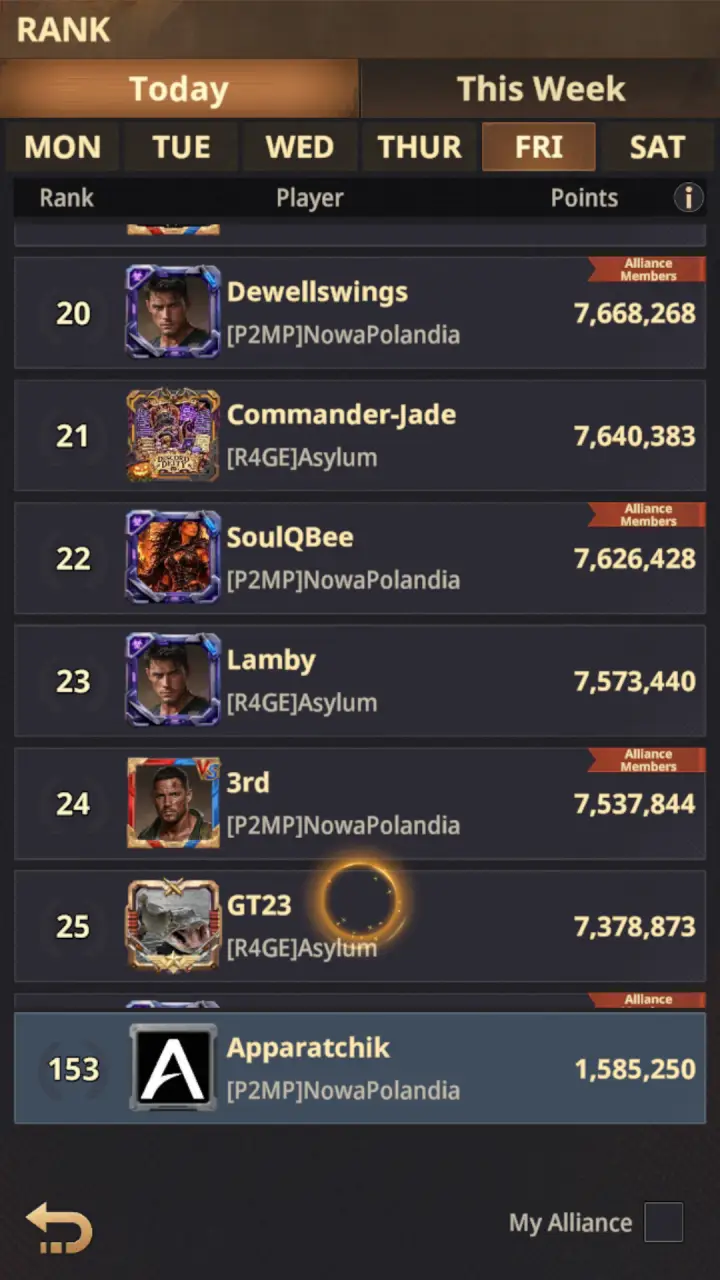 RANK
Today
This Week
MON
TUE
WED
THUR
FRI
SAT
Rank
Player
Points
i
Alliance
Members
20
Dewellswings
[P2MP]NowaPolandia
7,668,268
21
Commander-Jade
[R4GE]Asylum
7,640,383
DISCORD
DEITY
Alliance
Members
22
SoulQBee
[P2MP]NowaPolandia
7,626,428
23
Lamby
[R4GE]Asylum
7,573,440
Alliance
Members
24
VS
3rd
[P2MP]NowaPolandia
7,537,844
25
GT23
[R4GE]Asylum
7,378,873
Alliance
153
Apparatchik
[P2MP]NowaPolandia
1,585,250
My Alliance